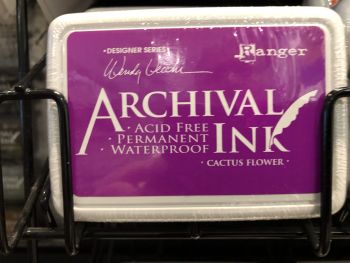 • DESIGNER SERIES •
Ranger
Wendy Vecchi
ARCHIVAL
• ACID FREE
• PERMANENT
• WATERPROOF
INK
• CACTUS FLOWER •